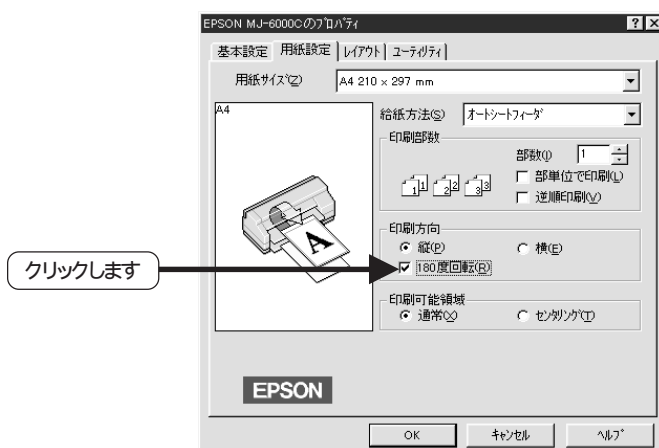 EPSON MJ-6000Cのﾌﾟﾛﾊﾟﾃｨ
基本設定 用紙設定 ﾚｲｱｳﾄ ﾕｰﾃｨﾘﾃｨ
用紙ｻｲｽﾞ(Z) A4 210 × 297 mm
A4
給紙方法(S) ｵｰﾄｼｰﾄﾌｨｰﾀﾞ
印刷部数
部数(I) 1
1 1 2 2 3 3
部単位で印刷(L)
逆順印刷(V)
印刷方向
縦(P) 横(E)
クリックします
180度回転(R)
A
印刷可能領域
通常(X) ｾﾝﾀﾘﾝｸﾞ(T)
EPSON
OK ｷｬﾝｾﾙ ﾍﾙﾌﾟ